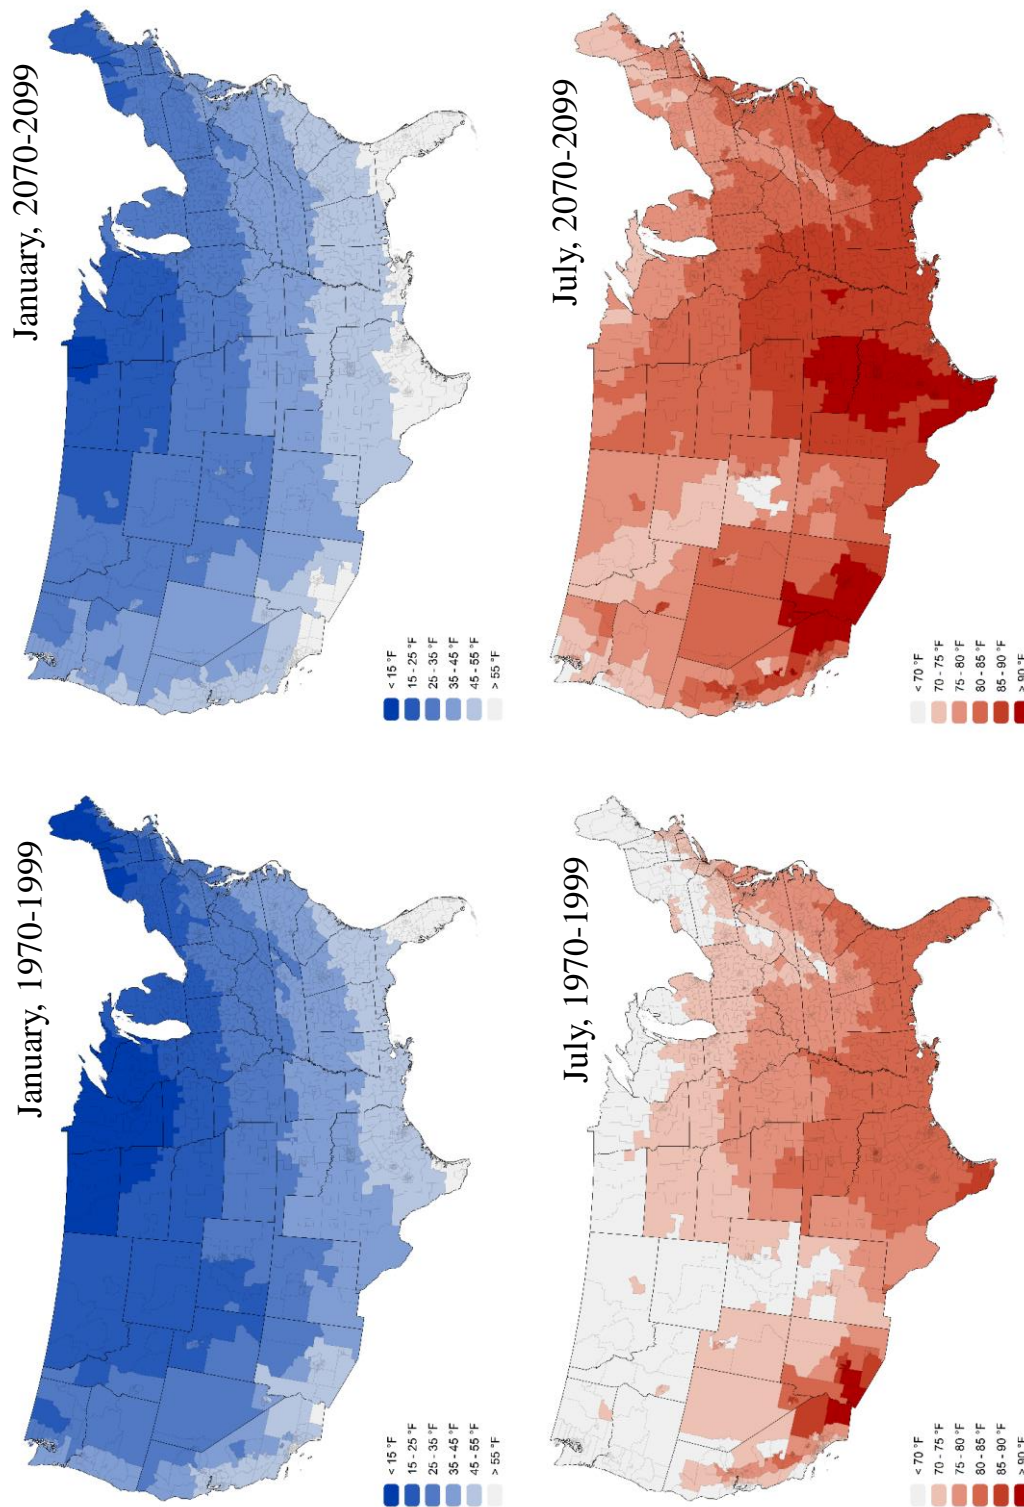 January, 1970-1999
< 15 °F
15 - 25 °F
25 - 35 °F
35 - 45 °F
45 - 55 °F
> 55 °F
January, 2070-2099
< 15 °F
15 - 25 °F
25 - 35 °F
35 - 45 °F
45 - 55 °F
> 55 °F
July, 1970-1999
< 70 °F
70 - 75 °F
75 - 80 °F
80 - 85 °F
85 - 90 °F
> 90 °F
July, 2070-2099
< 70 °F
70 - 75 °F
75 - 80 °F
80 - 85 °F
85 - 90 °F
> 90 °F